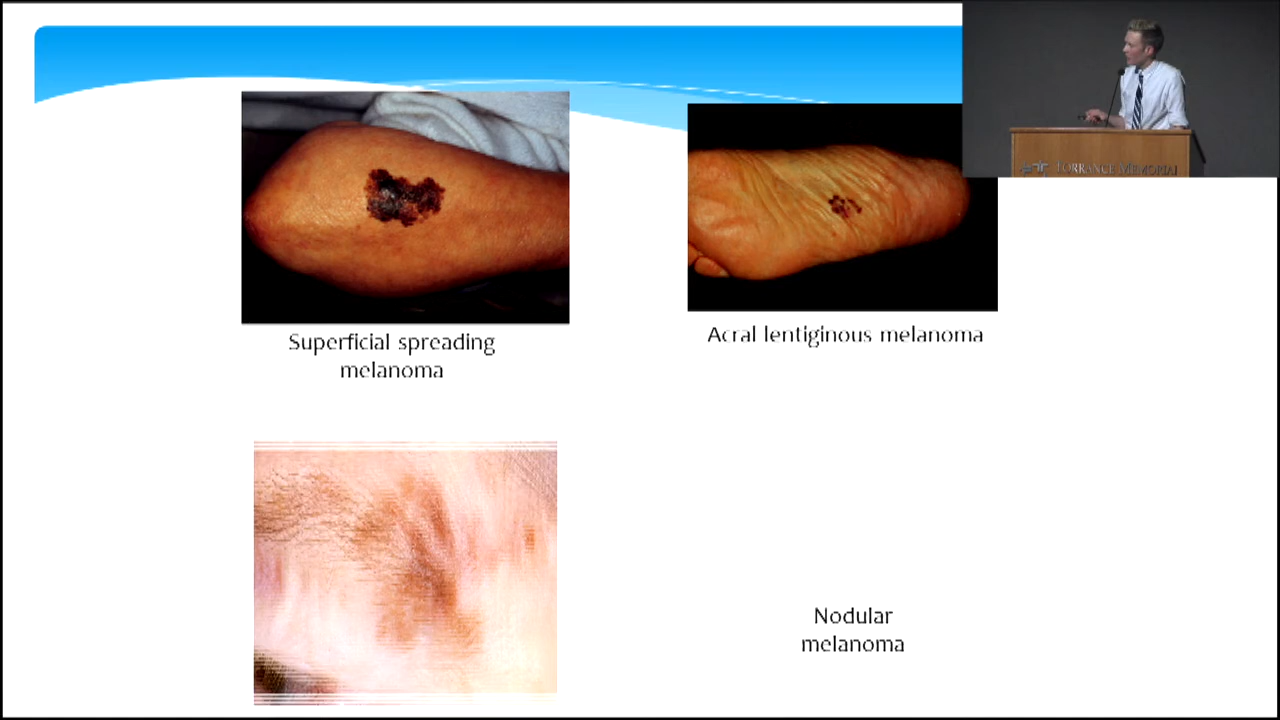 TORRANCE MEMORIAL
Superficial spreading
melanoma
Acral lentiginous melanoma
Nodular
melanoma